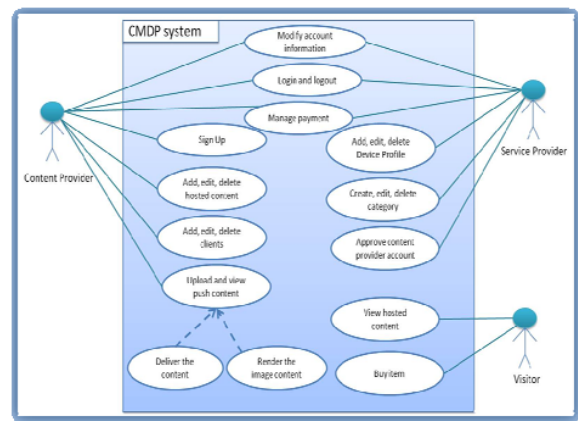 CMDP system
Modify account
information
Login and logout
Manage payment
Sign Up
Add, edit, delete
Device Profile
Content Provider
Service Provider
Add, edit, delete
hosted content
Create, edit, delete
category
Add, edit, delete
clients
Approve content
provider account
Upload and view
push content
View hosted
content
Deliver the
content
Render the
image content
Buy item
Visitor